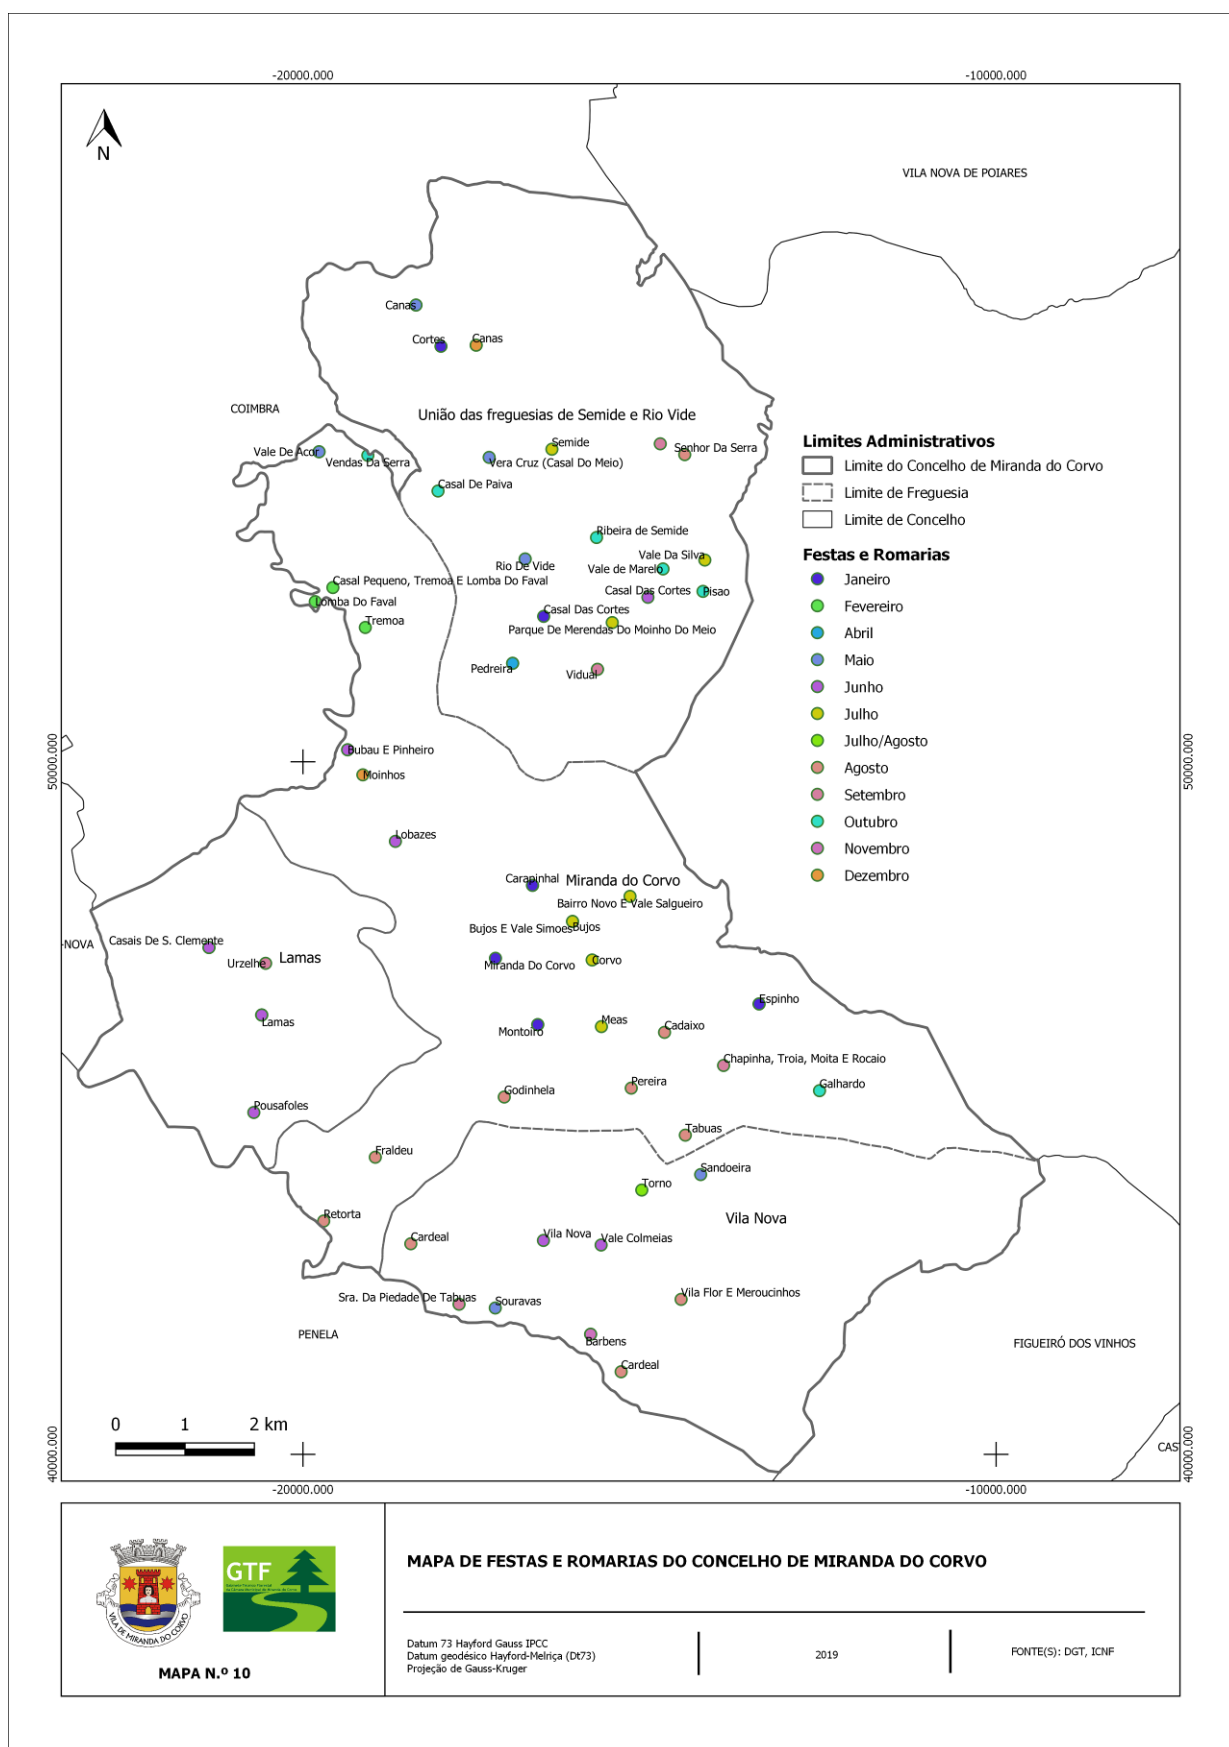 -20000.000
-10000.000
N
VILA NOVA DE POIARES
Canas
Cortes
Canas
COIMBRA
União das freguesias de Semide e Rio Vide
Semide
Senhor Da Serra
Vale De Acor
Vendas Da Serra
Vera Cruz (Casal Do Meio)
Casal De Paiva
Ribeira de Semide
Vale Da Silva
Rio De Vide
Vale de Marelo
Casal Pequeno, Tremoa E Lomba Do Faval
Casal Das Cortes
Pisao
Lomba Do Faval
Casal Das Cortes
Tremoa
Parque De Merendas Do Moinho Do Meio
Pedreira
Vidual
Bubau E Pinheiro
Moinhos
50000.000
50000.000
Lobazes
Carapinhal
Miranda do Corvo
Bairro Novo E Vale Salgueiro
Bujos E Vale Simoes
Bujos
-NOVA
Casais De S. Clemente
Urzelhe
Lamas
Miranda Do Corvo
Corvo
Espinho
Lamas
Montoiro
Meas
Cadaixo
Chapinha, Troia, Moita E Rocaio
Galhardo
Godinhela
Pereira
Pousafoles
Tabuas
Fraldeu
Sandoeira
Torno
Retorta
Vila Nova
Cardeal
Vila Nova
Vale Colmeias
Sra. Da Piedade De Tabuas
Souravas
Vila Flor E Meroucinhos
PENELA
Barbens
FIGUEIRÓ DOS VINHOS
Cardeal
CAS
0 1 2 km
40000.000
40000.000
-20000.000
-10000.000
Limites Administrativos
Limite do Concelho de Miranda do Corvo
Limite de Freguesia
Limite de Concelho
Festas e Romarias
Janeiro
Fevereiro
Abril
Maio
Junho
Julho
Julho/Agosto
Agosto
Setembro
Outubro
Novembro
Dezembro
VILA DE MIRANDA DO CORVO
GTF
MAPA N.º 10
MAPA DE FESTAS E ROMARIAS DO CONCELHO DE MIRANDA DO CORVO
Datum 73 Hayford Gauss IPCC
Datum geodésico Hayford-Melriça (Dt73)
Projeção de Gauss-Kruger
2019
FONTE(S): DGT, ICNF